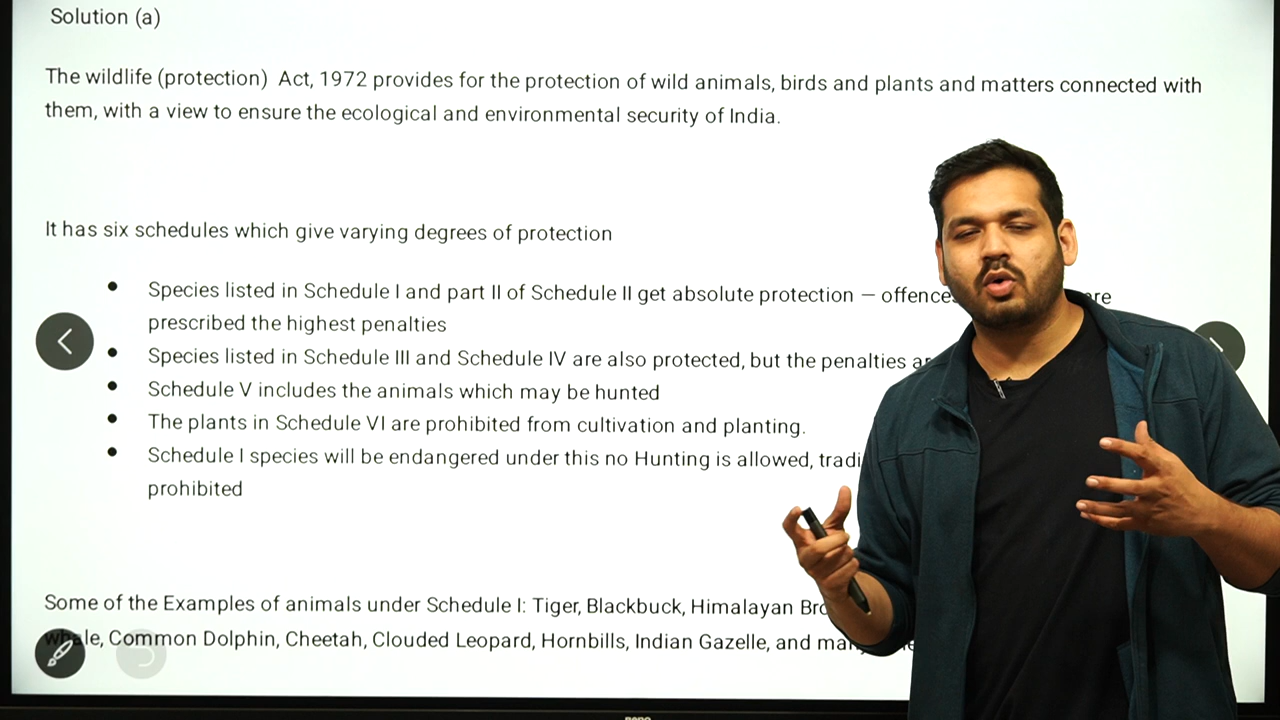 Solution (a)
The wildlife (protection) Act, 1972 provides for the protection of wild animals, birds and plants and matters connected with
them, with a view to ensure the ecological and environmental security of India.
It has six schedules which give varying degrees of protection
Species listed in Schedule I and part II of Schedule II get absolute protection –
prescribed the highest penalties
Species listed in Schedule III and Schedule IV are also protected, but the penalties
Schedule V includes the animals which may be hunted
The plants in Schedule VI are prohibited from cultivation and planting.
Schedule I species will be endangered under this no Hunting is allowed,
prohibited
Some of the Examples of animals under Schedule I: Tiger, Blackbuck, Himalayan
whale, Common Dolphin, Cheetah, Clouded Leopard, Hornbills, Indian Gazelle, and